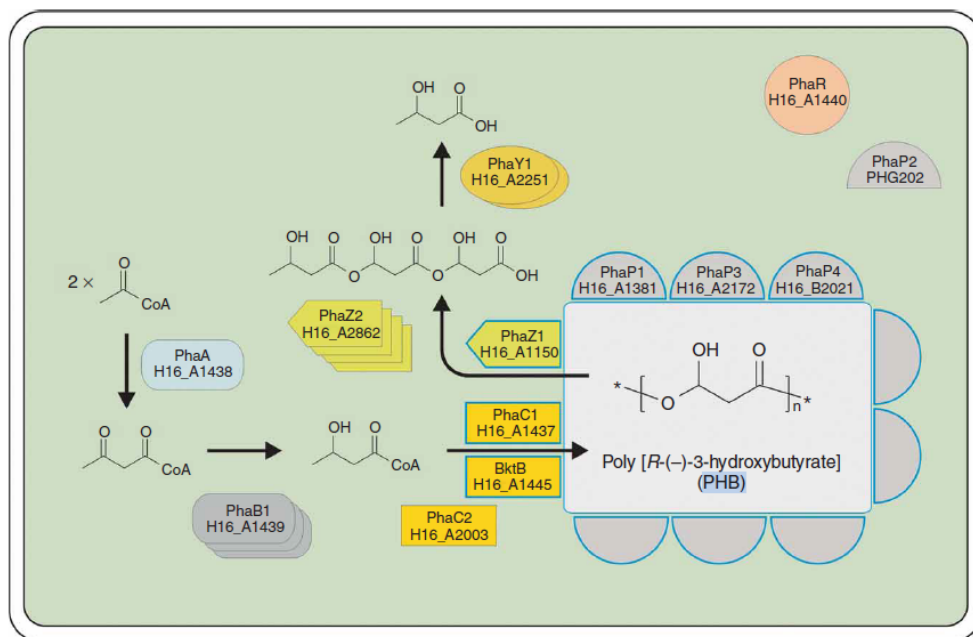 PhaR
H16_A1440
OH
O
OH
PhaY1
H16_A2251
PhaP2
PHG202
OH
O
OH
O
OH
O
O
O
OH
2 ×
O
CoA
PhaP1
H16_A1381
PhaP3
H16_A2172
PhaP4
H16_B2021
PhaZ2
H16_A2862
PhaZ1
H16_A1150
PhaA
H16_A1438
OH
O
*
O
n
*
O
O
CoA
OH
O
CoA
PhaC1
H16_A1437
BktB
H16_A1445
Poly [R-(–)-3-hydroxybutyrate]
(PHB)
PhaB1
H16_A1439
PhaC2
H16_A2003